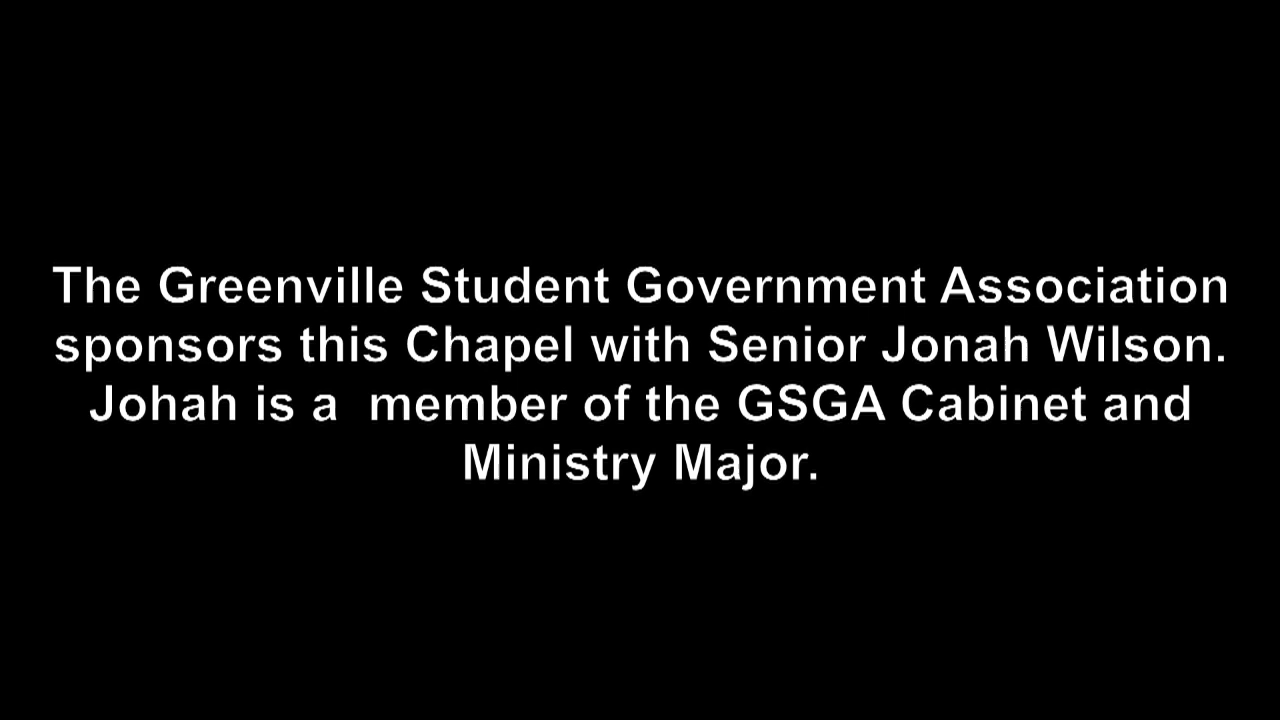 The Greenville Student Government Association
sponsors this Chapel with Senior Jonah Wilson.
Johah is a  member of the GSGA Cabinet and
Ministry Major.